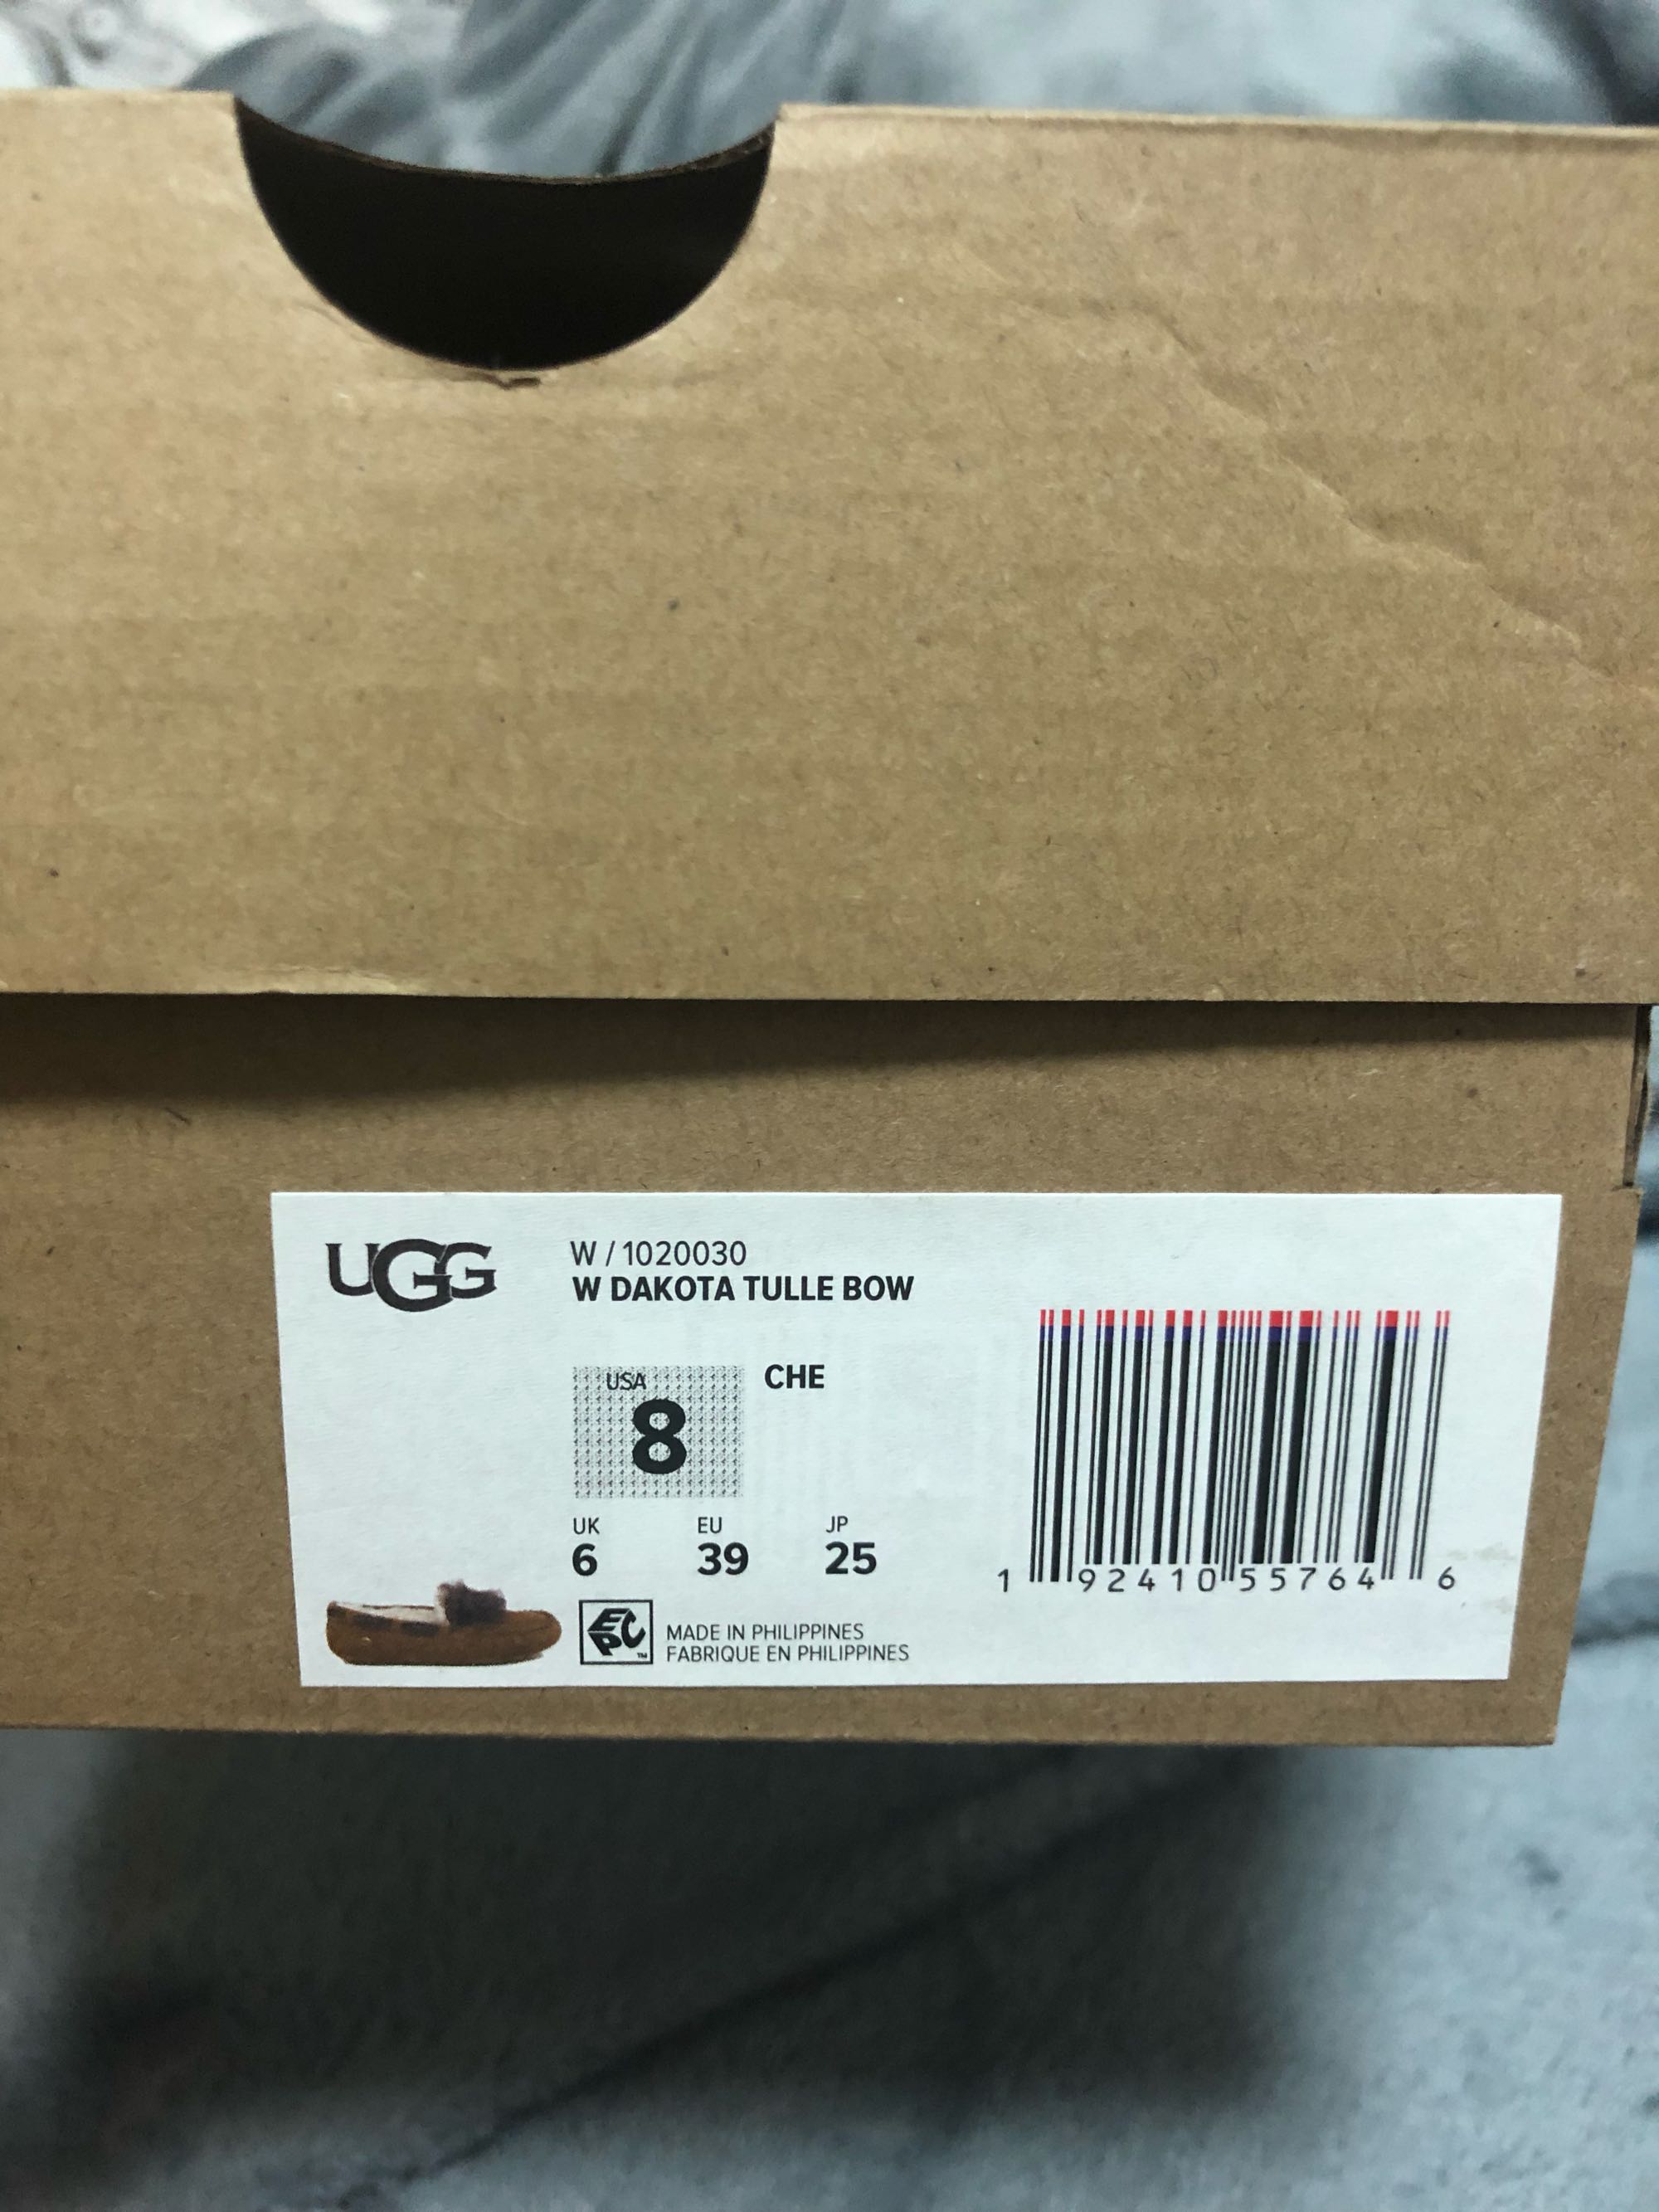 UGG
W / 1020030
W DAKOTA TULLE BOW
USA
8
CHE
UK EU JP
6 39 25
1 92410 55764 6
EPC™
MADE IN PHILIPPINES
FABRIQUE EN PHILIPPINES